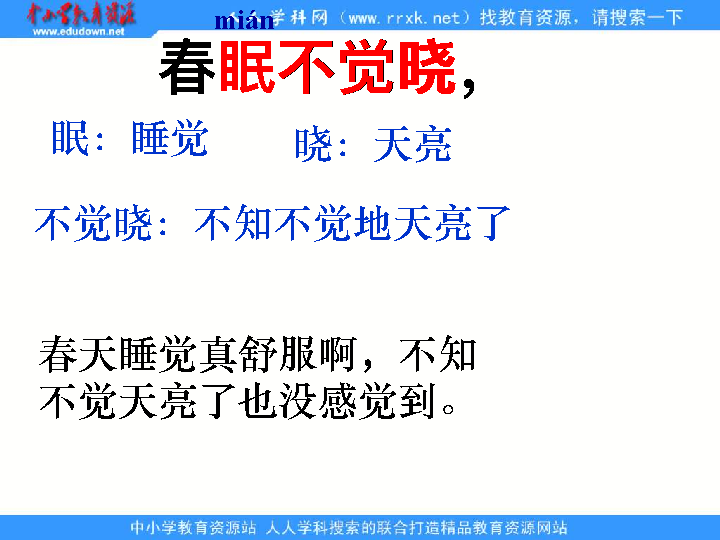 中小学教育资源站
www.edudown.net
人人学科网（www.rrxk.net）找教育资源，请搜索一下
mián
春眠不觉晓，
眠：睡觉 晓：天亮
不觉晓：不知不觉地天亮了
春天睡觉真舒服啊，不知
不觉天亮了也没感觉到。
中小学教育资源站 人人学科搜索的联合打造精品教育资源网站